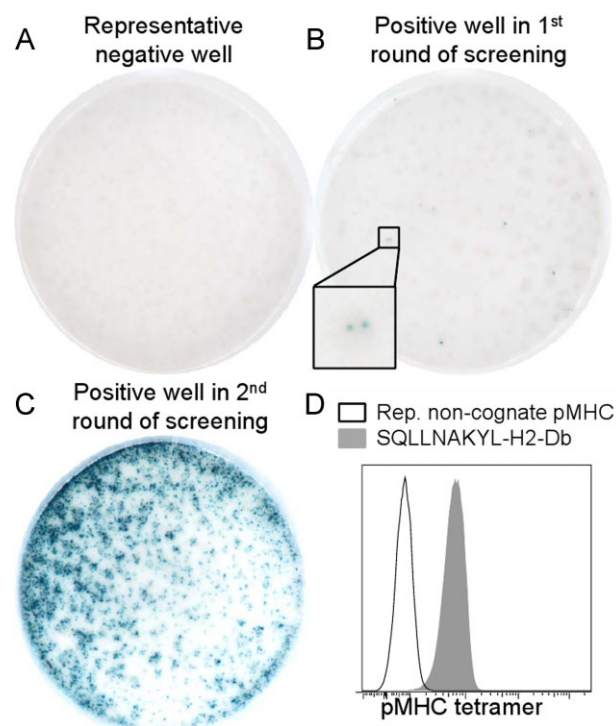 A
Representative
negative well
B
Positive well in 1st
round of screening
C
Positive well in 2nd
round of screening
D
Rep. non-cognate pMHC
SQLLNAKYL-H2-Db
pMHC tetramer